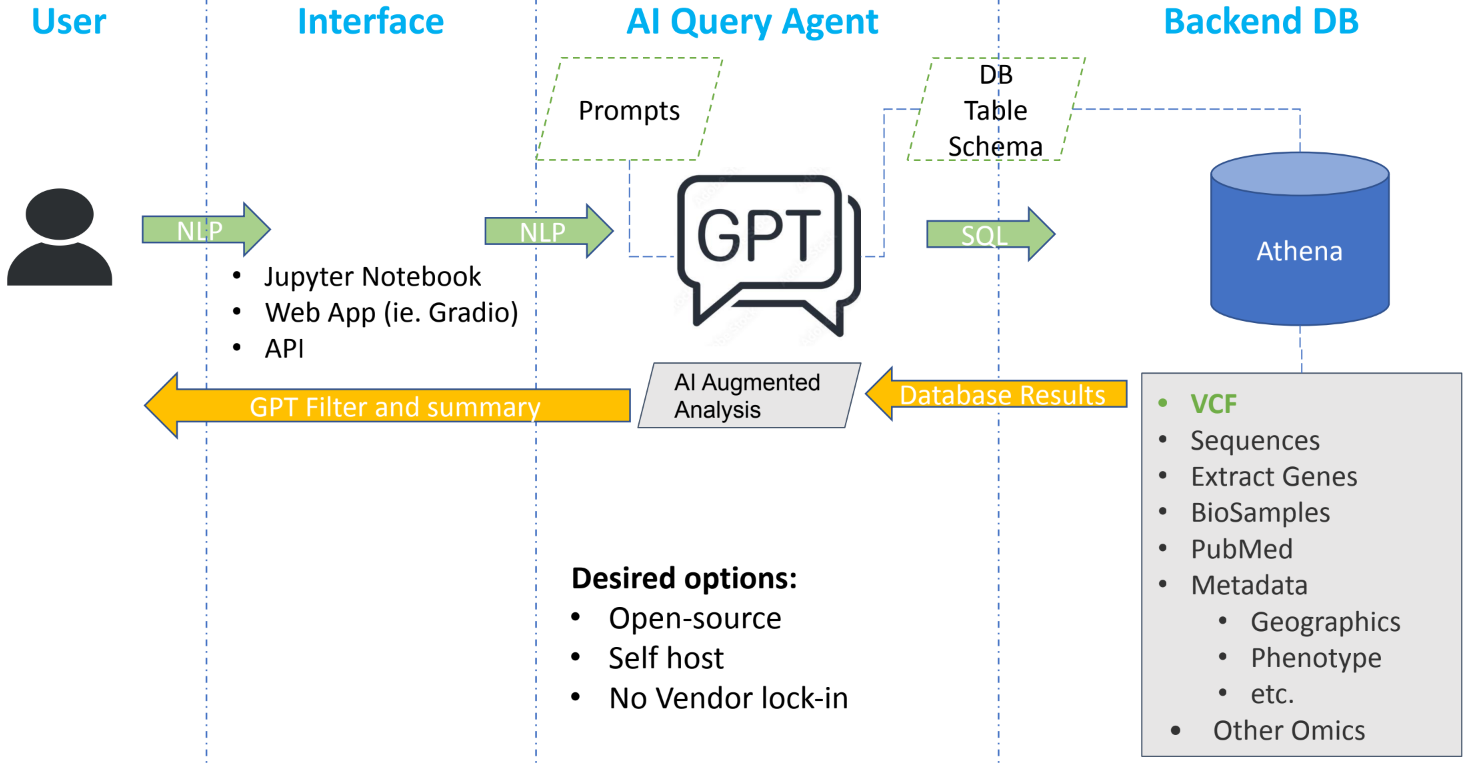 User
Interface
AI Query Agent
Backend DB
Prompts
DB
Table
Schema
NLP
NLP
GPT
SQL
Athena
• Jupyter Notebook
• Web App (ie. Gradio)
• API
GPT Filter and summary
AI Augmented
Analysis
Database Results
• VCF
• Sequences
• Extract Genes
• BioSamples
• PubMed
• Metadata
• Geographics
• Phenotype
• etc.
• Other Omics
Desired options:
• Open-source
• Self host
• No Vendor lock-in